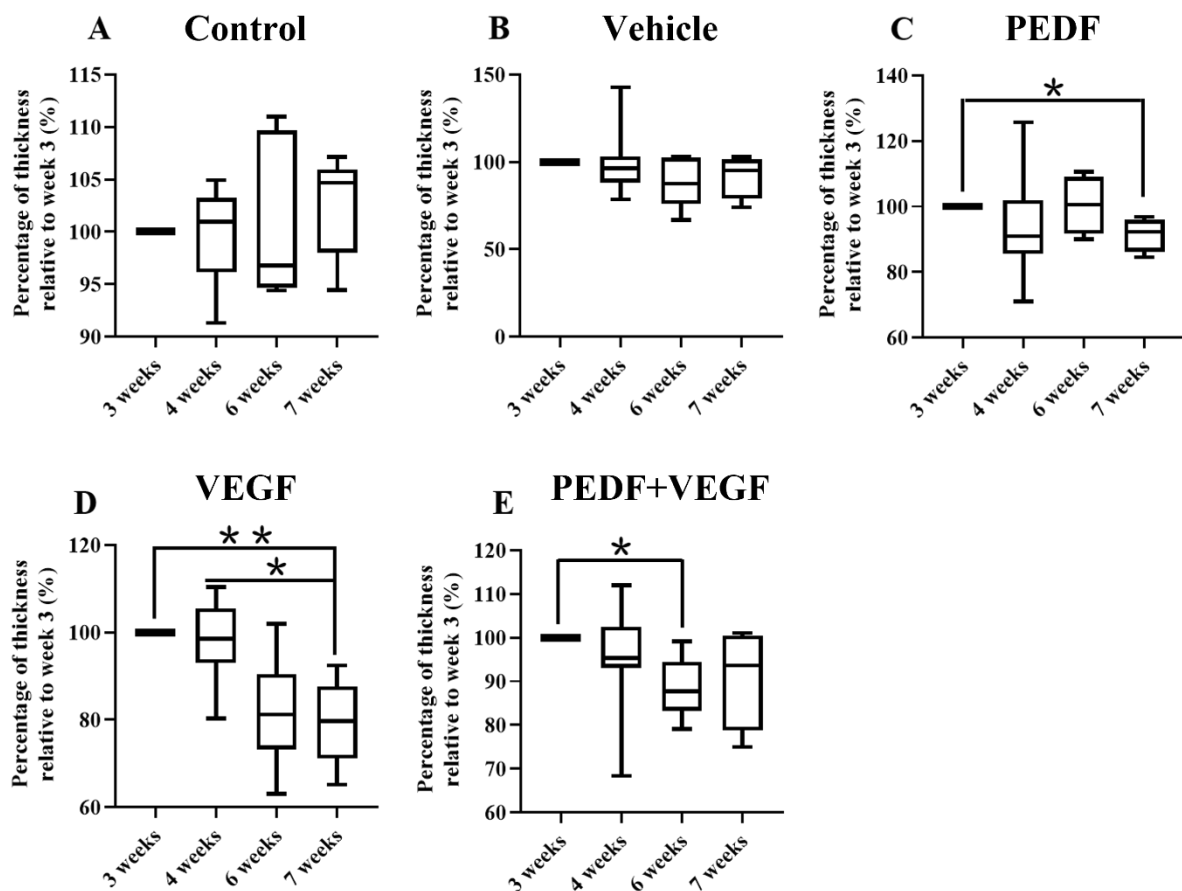 A Control
Percentage of thickness
relative to week 3 (%)
115
110
105
100
95
90
3 weeks
4 weeks
6 weeks
7 weeks
B Vehicle
Percentage of thickness
relative to week 3 (%)
150
100
50
0
3 weeks
4 weeks
6 weeks
7 weeks
C PEDF
Percentage of thickness
relative to week 3 (%)
140
120
100
80
60
*
3 weeks
4 weeks
6 weeks
7 weeks
D VEGF
Percentage of thickness
relative to week 3 (%)
120
100
80
60
* *
*
3 weeks
4 weeks
6 weeks
7 weeks
E PEDF+VEGF
Percentage of thickness
relative to week 3 (%)
120
110
100
90
80
70
60
*
3 weeks
4 weeks
6 weeks
7 weeks